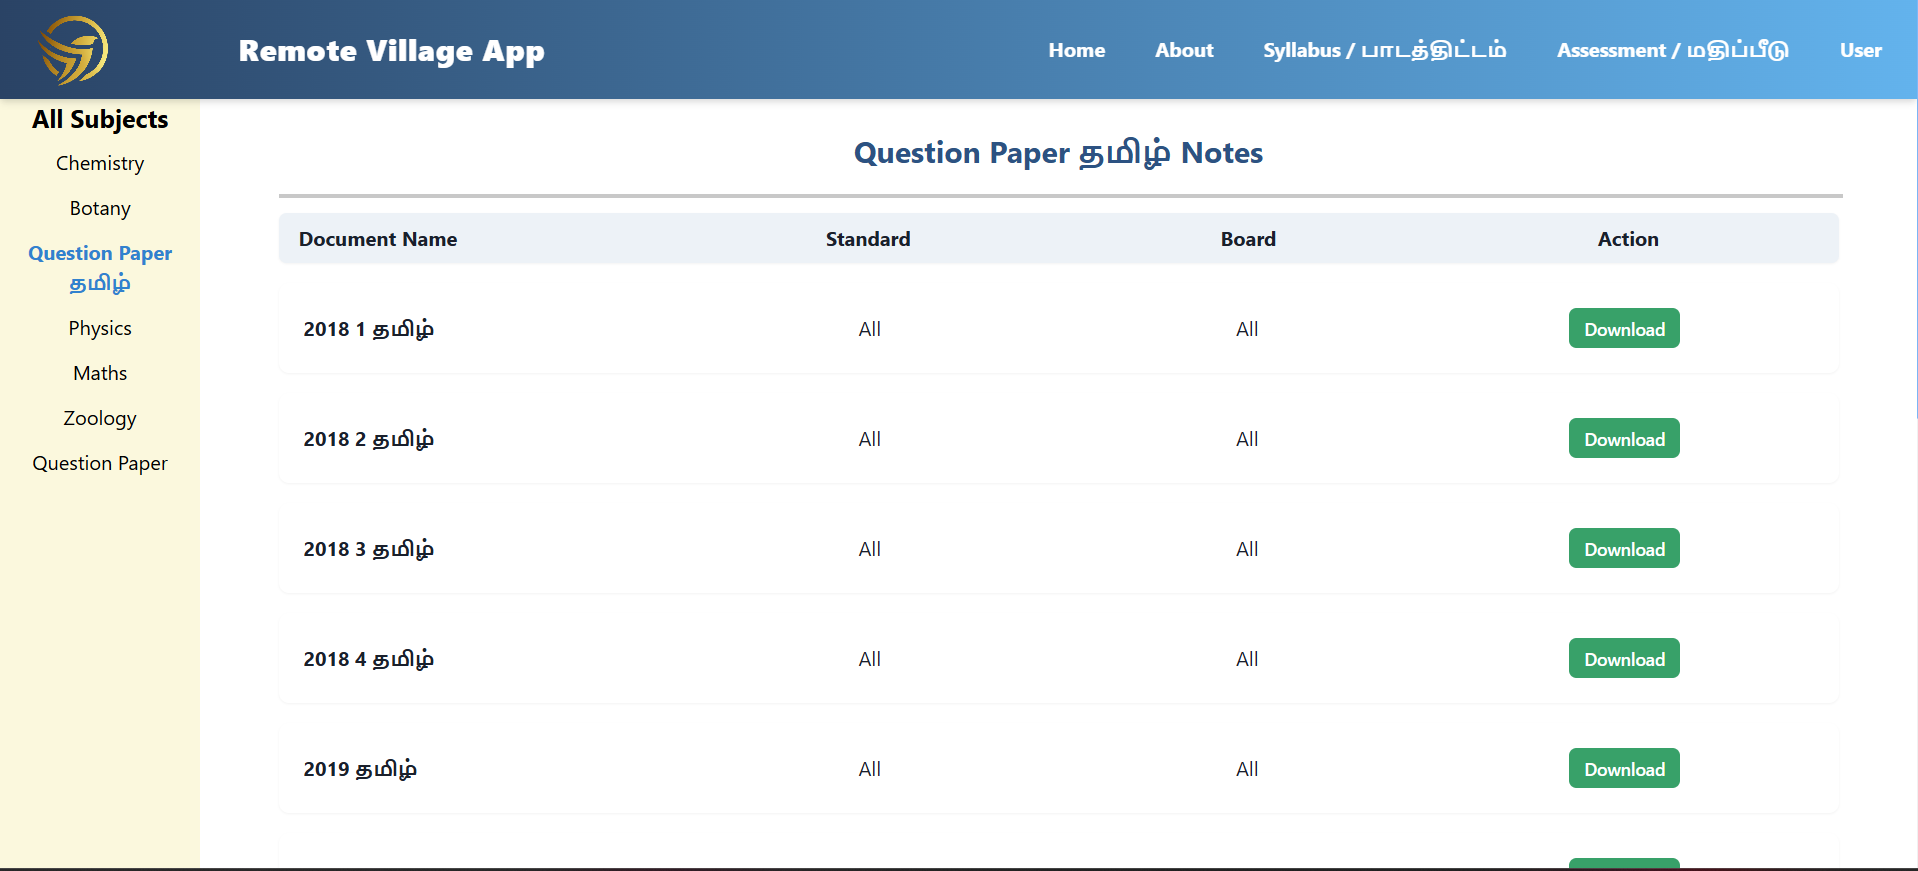 Remote Village App
Home About Syllabus / பாடத்திட்டம் Assessment / மதிப்பீடு User
All Subjects
Chemistry
Botany
Question Paper
தமிழ்
Physics
Maths
Zoology
Question Paper
Question Paper தமிழ் Notes
Document Name Standard Board Action
2018 1 தமிழ் All All Download
2018 2 தமிழ் All All Download
2018 3 தமிழ் All All Download
2018 4 தமிழ் All All Download
2019 தமிழ் All All Download